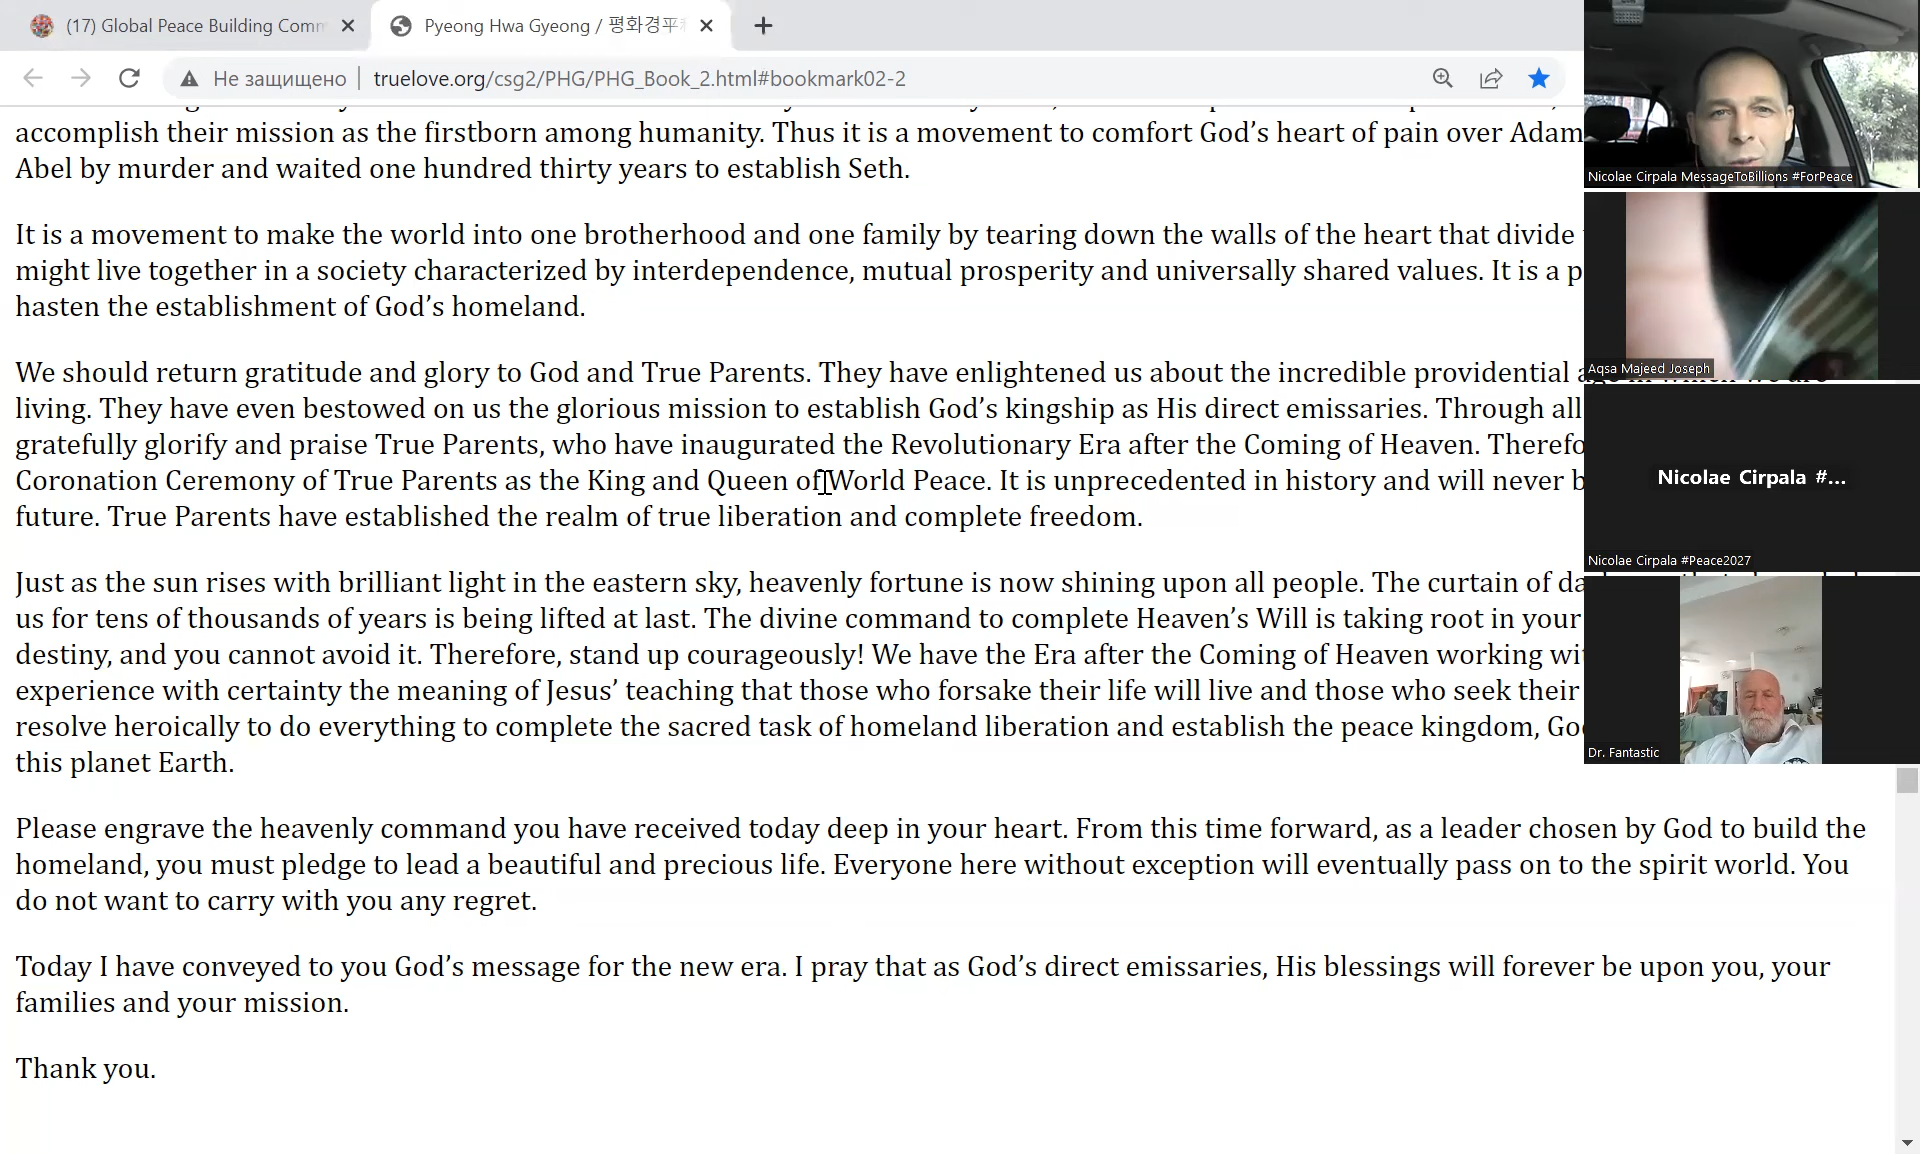 (17) Global Peace Building Comm
Pyeong Hwa Gyeong / 평화경平
Не защищено
truelove.org/csg2/PHG/PHG_Book_2.html#bookmark02-2
accomplish their mission as the firstborn among humanity. Thus it is a movement to comfort God’s heart of pain over Adam
Abel by murder and waited one hundred thirty years to establish Seth.
It is a movement to make the world into one brotherhood and one family by tearing down the walls of the heart that divide
might live together in a society characterized by interdependence, mutual prosperity and universally shared values. It is a p
hasten the establishment of God’s homeland.
We should return gratitude and glory to God and True Parents. They have enlightened us about the incredible providential age in which we are
living. They have even bestowed on us the glorious mission to establish God’s kingship as His direct emissaries. Through all
gratefully glorify and praise True Parents, who have inaugurated the Revolutionary Era after the Coming of Heaven. Therefo
Coronation Ceremony of True Parents as the King and Queen of World Peace. It is unprecedented in history and will never b
future. True Parents have established the realm of true liberation and complete freedom.
Just as the sun rises with brilliant light in the eastern sky, heavenly fortune is now shining upon all people. The curtain of da
us for tens of thousands of years is being lifted at last. The divine command to complete Heaven’s Will is taking root in your
destiny, and you cannot avoid it. Therefore, stand up courageously! We have the Era after the Coming of Heaven working wi
experience with certainty the meaning of Jesus’ teaching that those who forsake their life will live and those who seek their
resolve heroically to do everything to complete the sacred task of homeland liberation and establish the peace kingdom, Go
this planet Earth.
Please engrave the heavenly command you have received today deep in your heart. From this time forward, as a leader chosen by God to build the
homeland, you must pledge to lead a beautiful and precious life. Everyone here without exception will eventually pass on to the spirit world. You
do not want to carry with you any regret.
Today I have conveyed to you God’s message for the new era. I pray that as God’s direct emissaries, His blessings will forever be upon you, your
families and your mission.
Thank you.
Nicolae Cirpala MessageToBillions #ForPeace
Aqsa Majeed Joseph
Nicolae Cirpala #...
Nicolae Cirpala #Peace2027
Dr. Fantastic